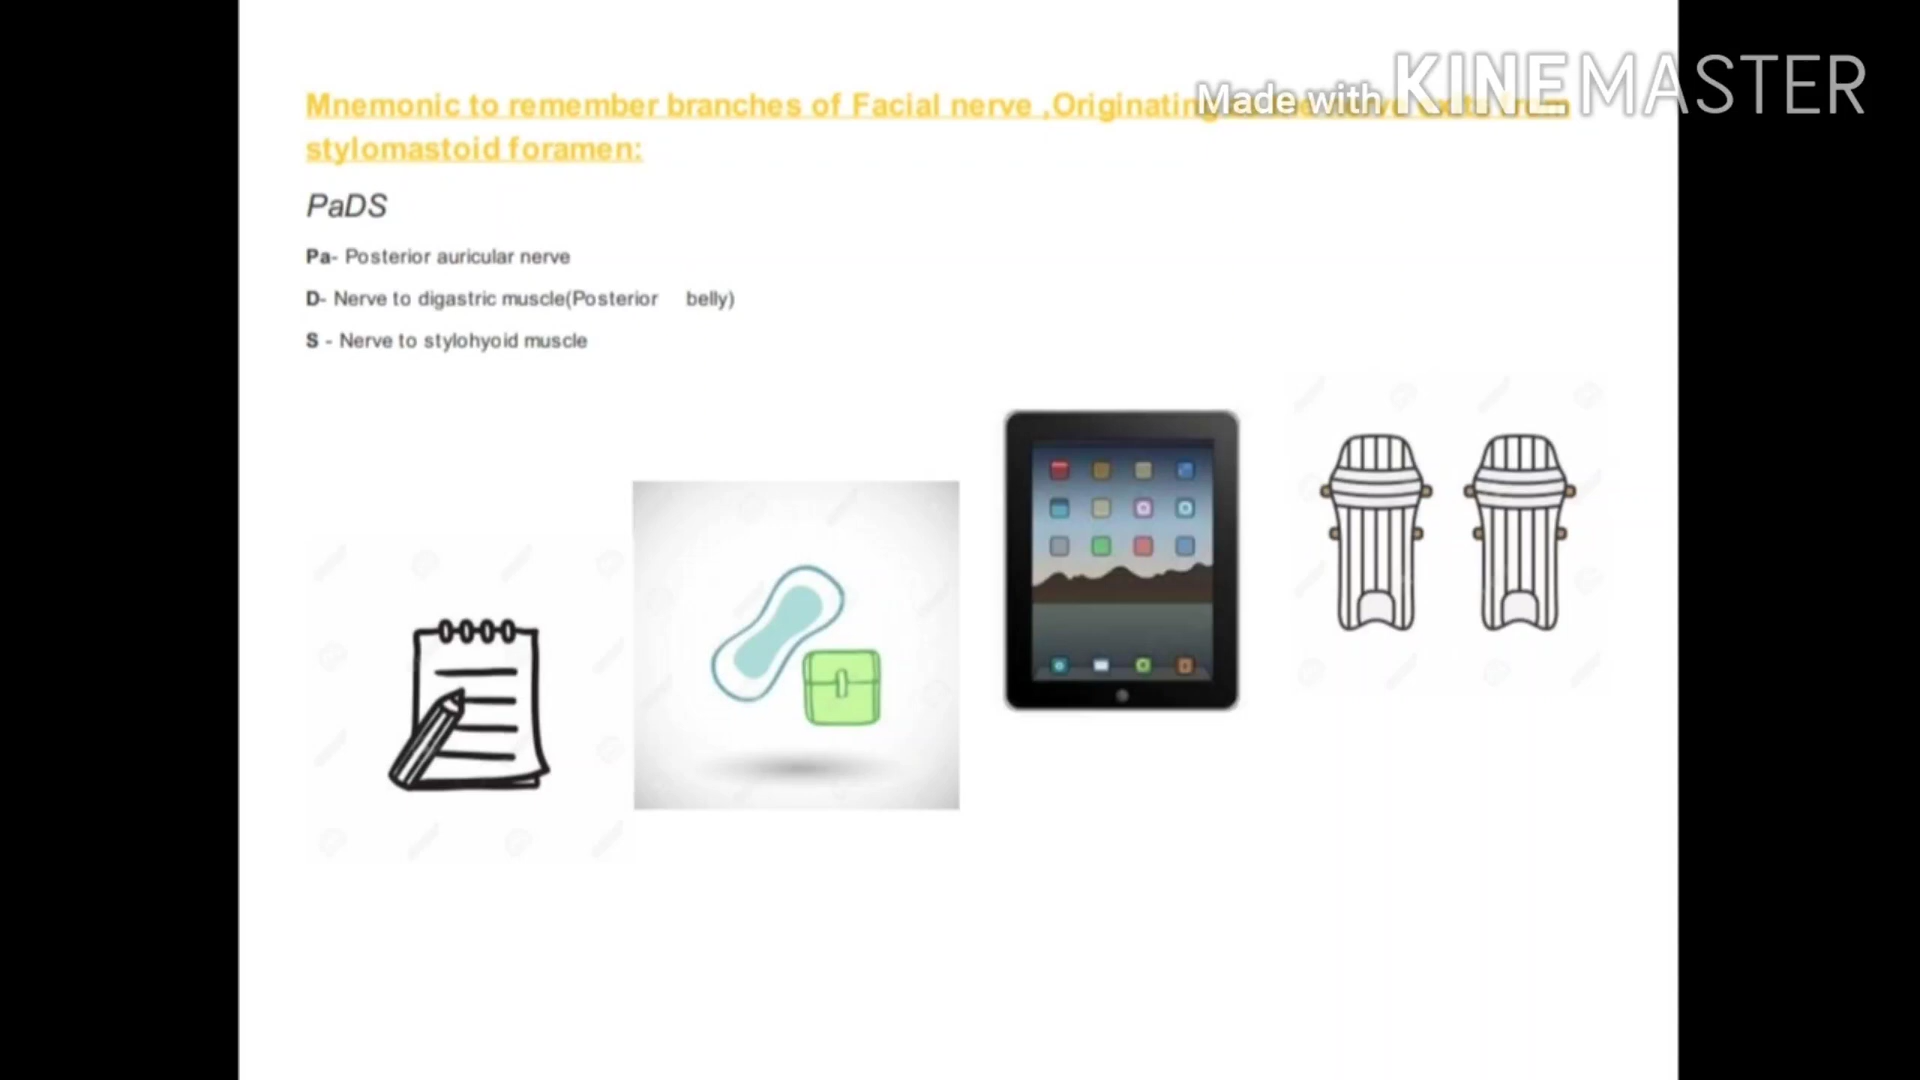 Mnemonic to remember branches of Facial nerve ,Originating
Made with KINEMASTER
stylomastoid foramen:
PaDS
Pa- Posterior auricular nerve
D- Nerve to digastric muscle(Posterior belly)
S - Nerve to stylohyoid muscle